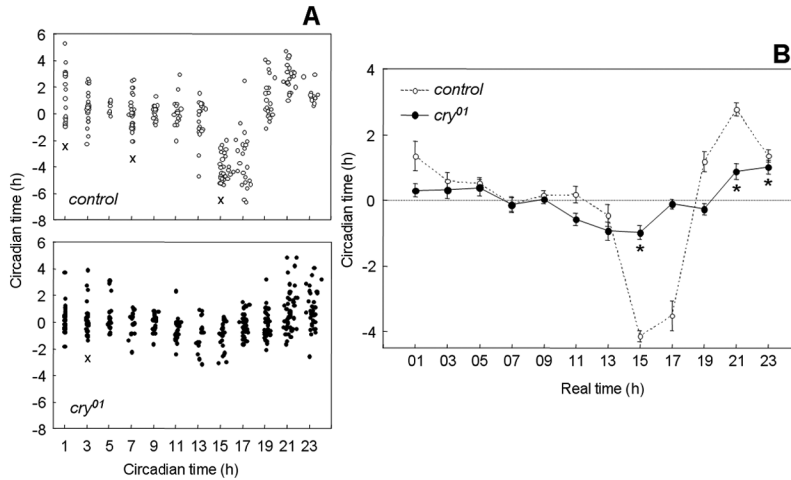 A
6
4
2
0
-2
-4
-6
-8
x
x
x
control
6
4
2
0
-2
-4
-6
-8
x
cry01
1 3 5 7 9 11 13 15 17 19 21 23
Circadian time (h)
Circadian time (h)
B
4
2
0
-2
-4
control
cry01
*
*
*
01 03 05 07 09 11 13 15 17 19 21 23
Real time (h)
Circadian time (h)